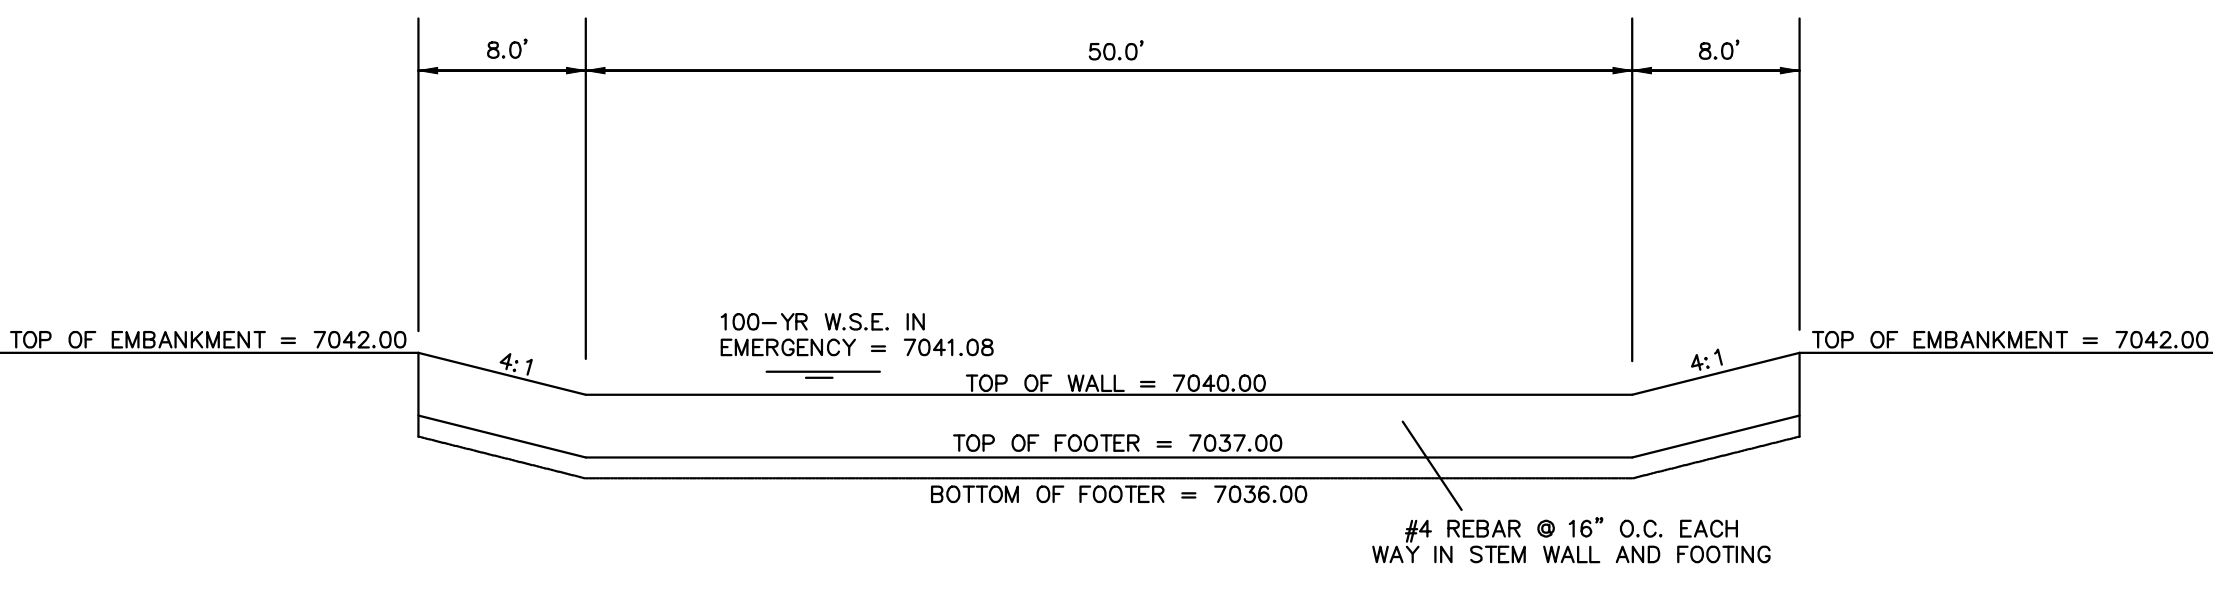 8.0'
50.0'
8.0'
100-YR W.S.E. IN
EMERGENCY = 7041.08
TOP OF EMBANKMENT = 7042.00
TOP OF EMBANKMENT = 7042.00
4:1
4:1
TOP OF WALL = 7040.00
TOP OF FOOTER = 7037.00
BOTTOM OF FOOTER = 7036.00
#4 REBAR @ 16" O.C. EACH
WAY IN STEM WALL AND FOOTING